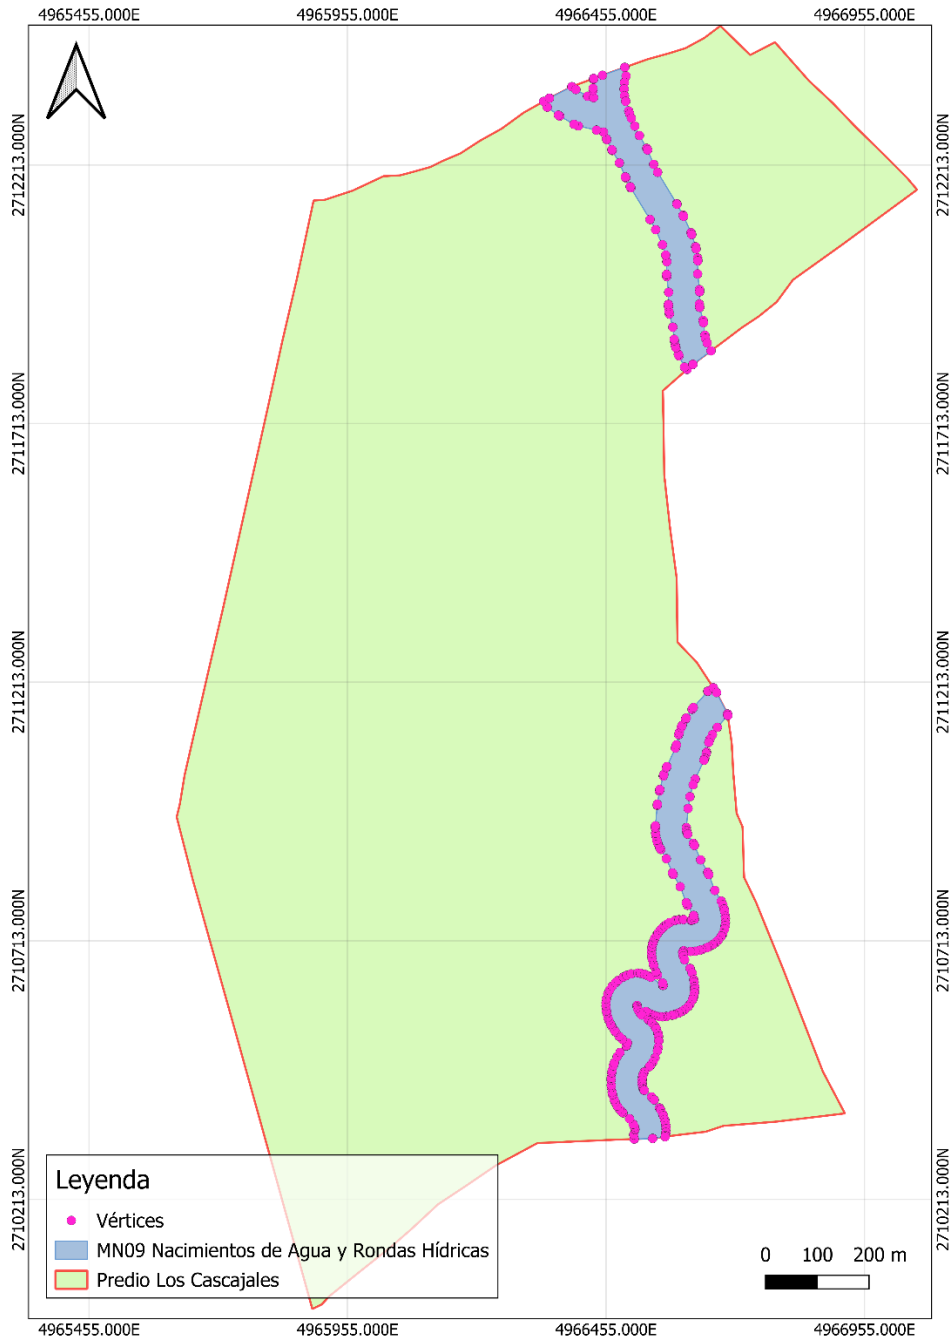 4965455.000E 4965955.000E 4966455.000E 4966955.000E
2712213.000N 2712213.000N
2711713.000N 2711713.000N
2711213.000N 2711213.000N
2710713.000N 2710713.000N
2710213.000N 2710213.000N
Leyenda
Vértices
MN09 Nacimientos de Agua y Rondas Hídricas
Predio Los Cascajales
0 100 200 m
4965455.000E 4965955.000E 4966455.000E 4966955.000E